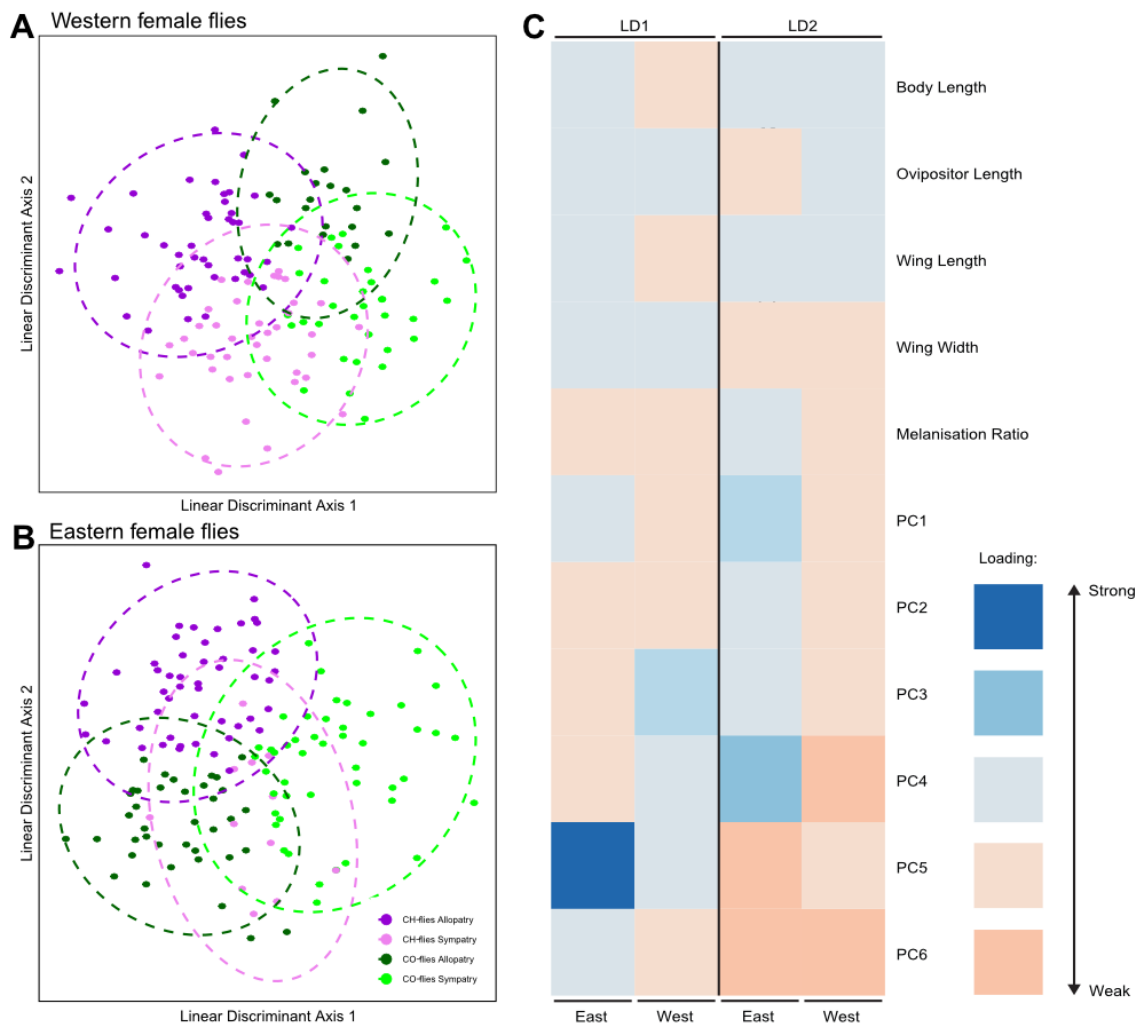 A Western female flies
Linear Discriminant Axis 2
Linear Discriminant Axis 1
B Eastern female flies
Linear Discriminant Axis 2
CH-flies Allopatry
CH-flies Sympatry
CO-flies Allopatry
CO-flies Sympatry
Linear Discriminant Axis 1
C
LD1 LD2
Body Length
Ovipositor Length
Wing Length
Wing Width
Melanisation Ratio
PC1
PC2
PC3
PC4
PC5
PC6
East West East West
Loading:
Strong
Weak